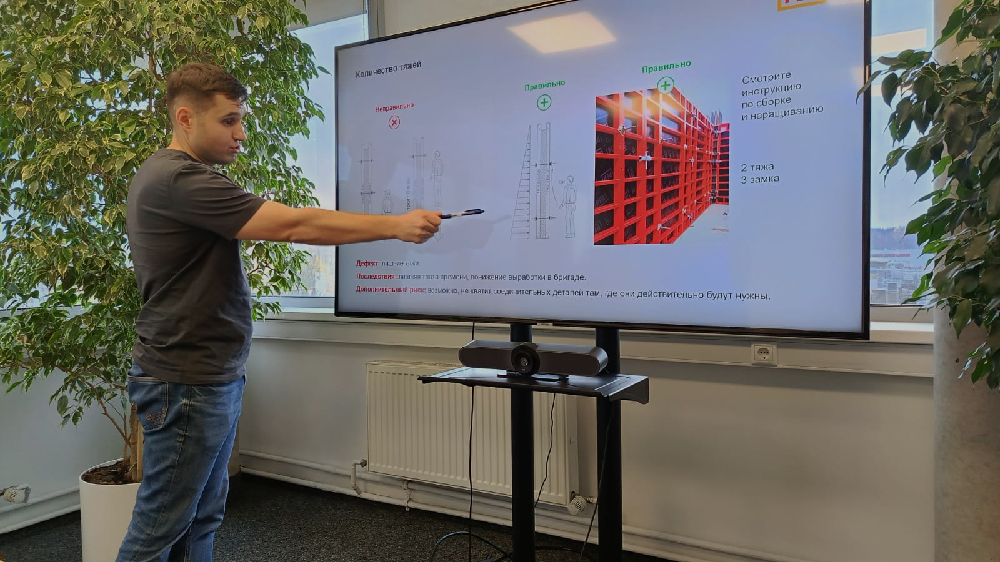 Количество тяжей
Неправильно
Правильно
Правильно
Смотрите
инструкцию
по сборке
и наращиванию
2 тяжа
3 замка
PERI
Дефект: лишние тяжи.
Последствия: лишняя трата времени, понижение выработки в бригаде.
Дополнительный риск: возможно, не хватит соединительных деталей там, где они действительно будут нужны.